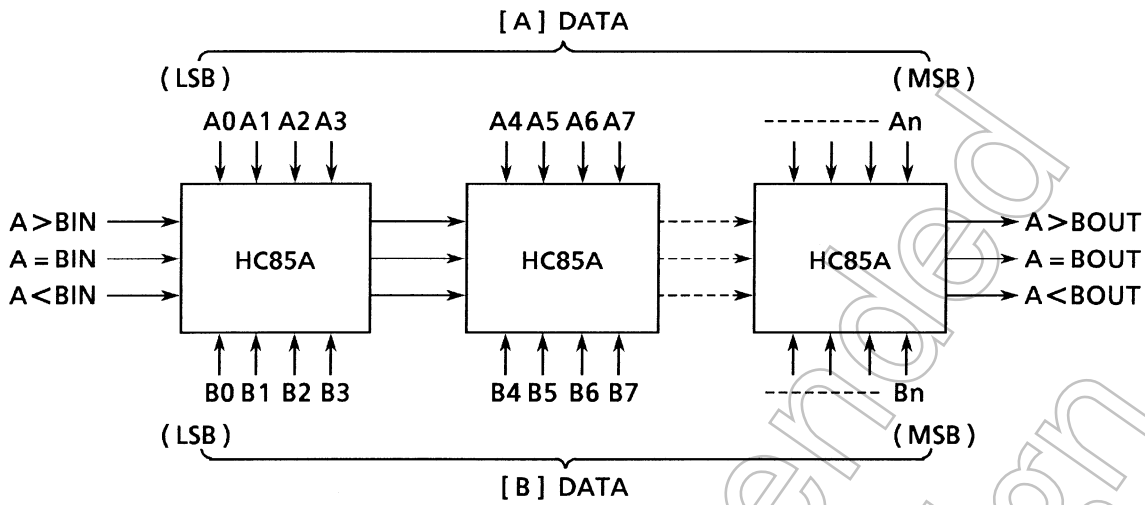 [ A ] DATA
(LSB) (MSB)
A0 A1 A2 A3 A4 A5 A6 A7 ---------- An
A>BIN HC85A HC85A HC85A A>BOUT
A=BIN A=BOUT
A<BIN A<BOUT
B0 B1 B2 B3 B4 B5 B6 B7 ---------- Bn
(LSB) (MSB)
[ B ] DATA